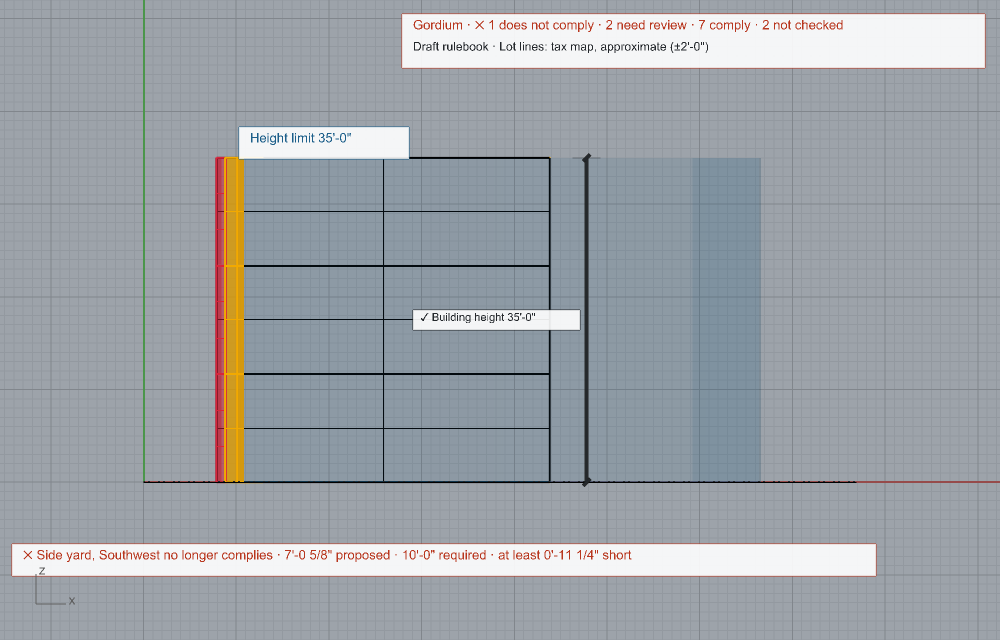 Gordium · ✕ 1 does not comply · 2 need review · 7 comply · 2 not checked
Draft rulebook · Lot lines: tax map, approximate (±2'-0")
Height limit 35'-0"
✓ Building height 35'-0"
✕ Side yard, Southwest no longer complies · 7'-0 5/8" proposed · 10'-0" required · at least 0'-11 1/4" short
z
x